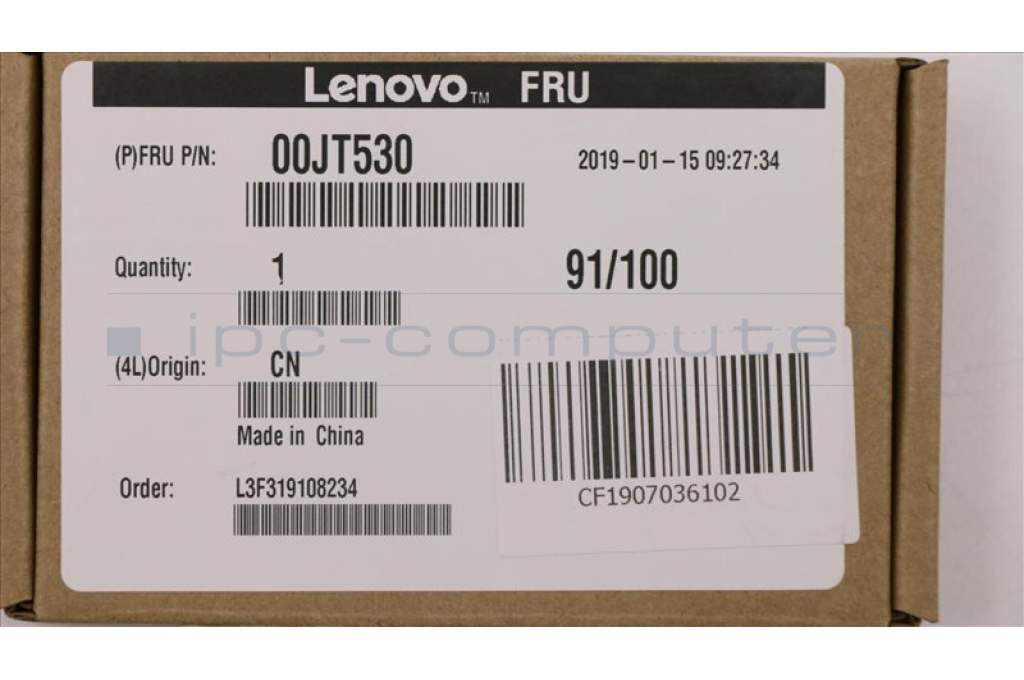 Lenovo™ FRU
(P)FRU P/N: 00JT530 2019-01-15 09:27:34
Quantity: 1 91/100
ipc-computer
(4L)Origin: CN
Made in China
Order: L3F319108234
CF1907036102